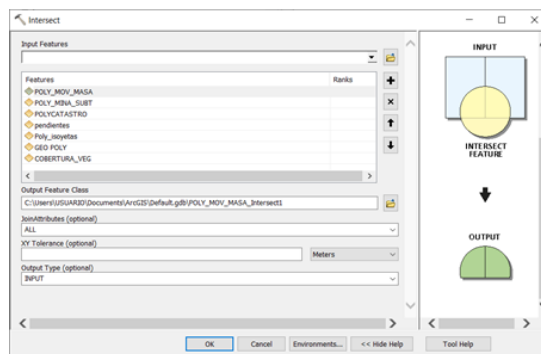 Intersect
Input Features
Features Ranks
POLY_MOV_MASA
POLY_MINA_SUBT
POLYCATASTRO
pendientes
Poly_isoyetas
GEO POLY
COBERTURA_VEG
Output Feature Class
C:\Users\USUARIO\Documents\ArcGIS\Default.gdb\POLY_MOV_MASA_Intersect1
JoinAttributes (optional)
ALL
XY Tolerance (optional)
Meters
Output Type (optional)
INPUT
OK Cancel Environments... << Hide Help Tool Help
INPUT
INTERSECT
FEATURE
OUTPUT